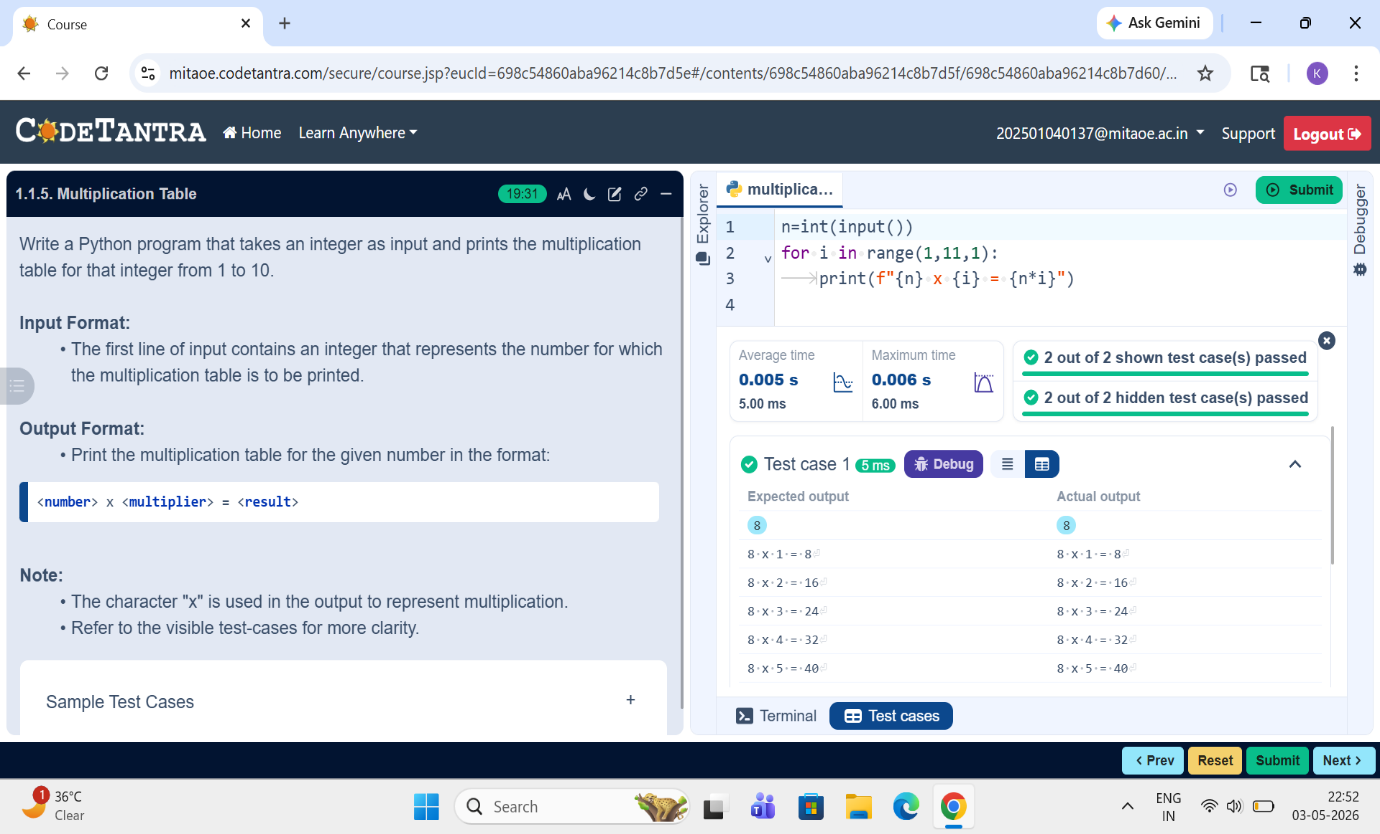 Course
Ask Gemini
mitaoe.codetantra.com/secure/course.jsp?eucId=698c54860aba96214c8b7d5e#/contents/698c54860aba96214c8b7d5f/698c54860aba96214c8b7d60/...
K
CODETANTRA
Home
Learn Anywhere
202501040137@mitaoe.ac.in
Support
Logout
1.1.5. Multiplication Table
19:31
AA
Write a Python program that takes an integer as input and prints the multiplication
table for that integer from 1 to 10.
Input Format:
• The first line of input contains an integer that represents the number for which
the multiplication table is to be printed.
Output Format:
• Print the multiplication table for the given number in the format:
<number> x <multiplier> = <result>
Note:
• The character "x" is used in the output to represent multiplication.
• Refer to the visible test-cases for more clarity.
Sample Test Cases
+
Explorer
multiplica...
Submit
Debugger
1 n=int(input())
2 for i in range(1,11,1):
3 print(f"{n} x {i} = {n*i}")
4
Average time
0.005 s
5.00 ms
Maximum time
0.006 s
6.00 ms
2 out of 2 shown test case(s) passed
2 out of 2 hidden test case(s) passed
Test case 1
5 ms
Debug
Expected output
Actual output
8
8
8·x·1·=·8
8·x·1·=·8
8·x·2·=·16
8·x·2·=·16
8·x·3·=·24
8·x·3·=·24
8·x·4·=·32
8·x·4·=·32
8·x·5·=·40
8·x·5·=·40
Terminal
Test cases
< Prev
Reset
Submit
Next >
1
36°C
Clear
Search
ENG
IN
22:52
03-05-2026